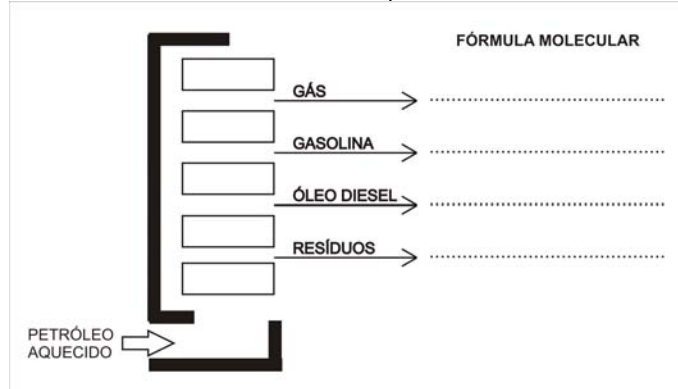 FÓRMULA MOLECULAR
GÁS
GASOLINA
ÓLEO DIESEL
RESÍDUOS
PETRÓLEO
AQUECIDO